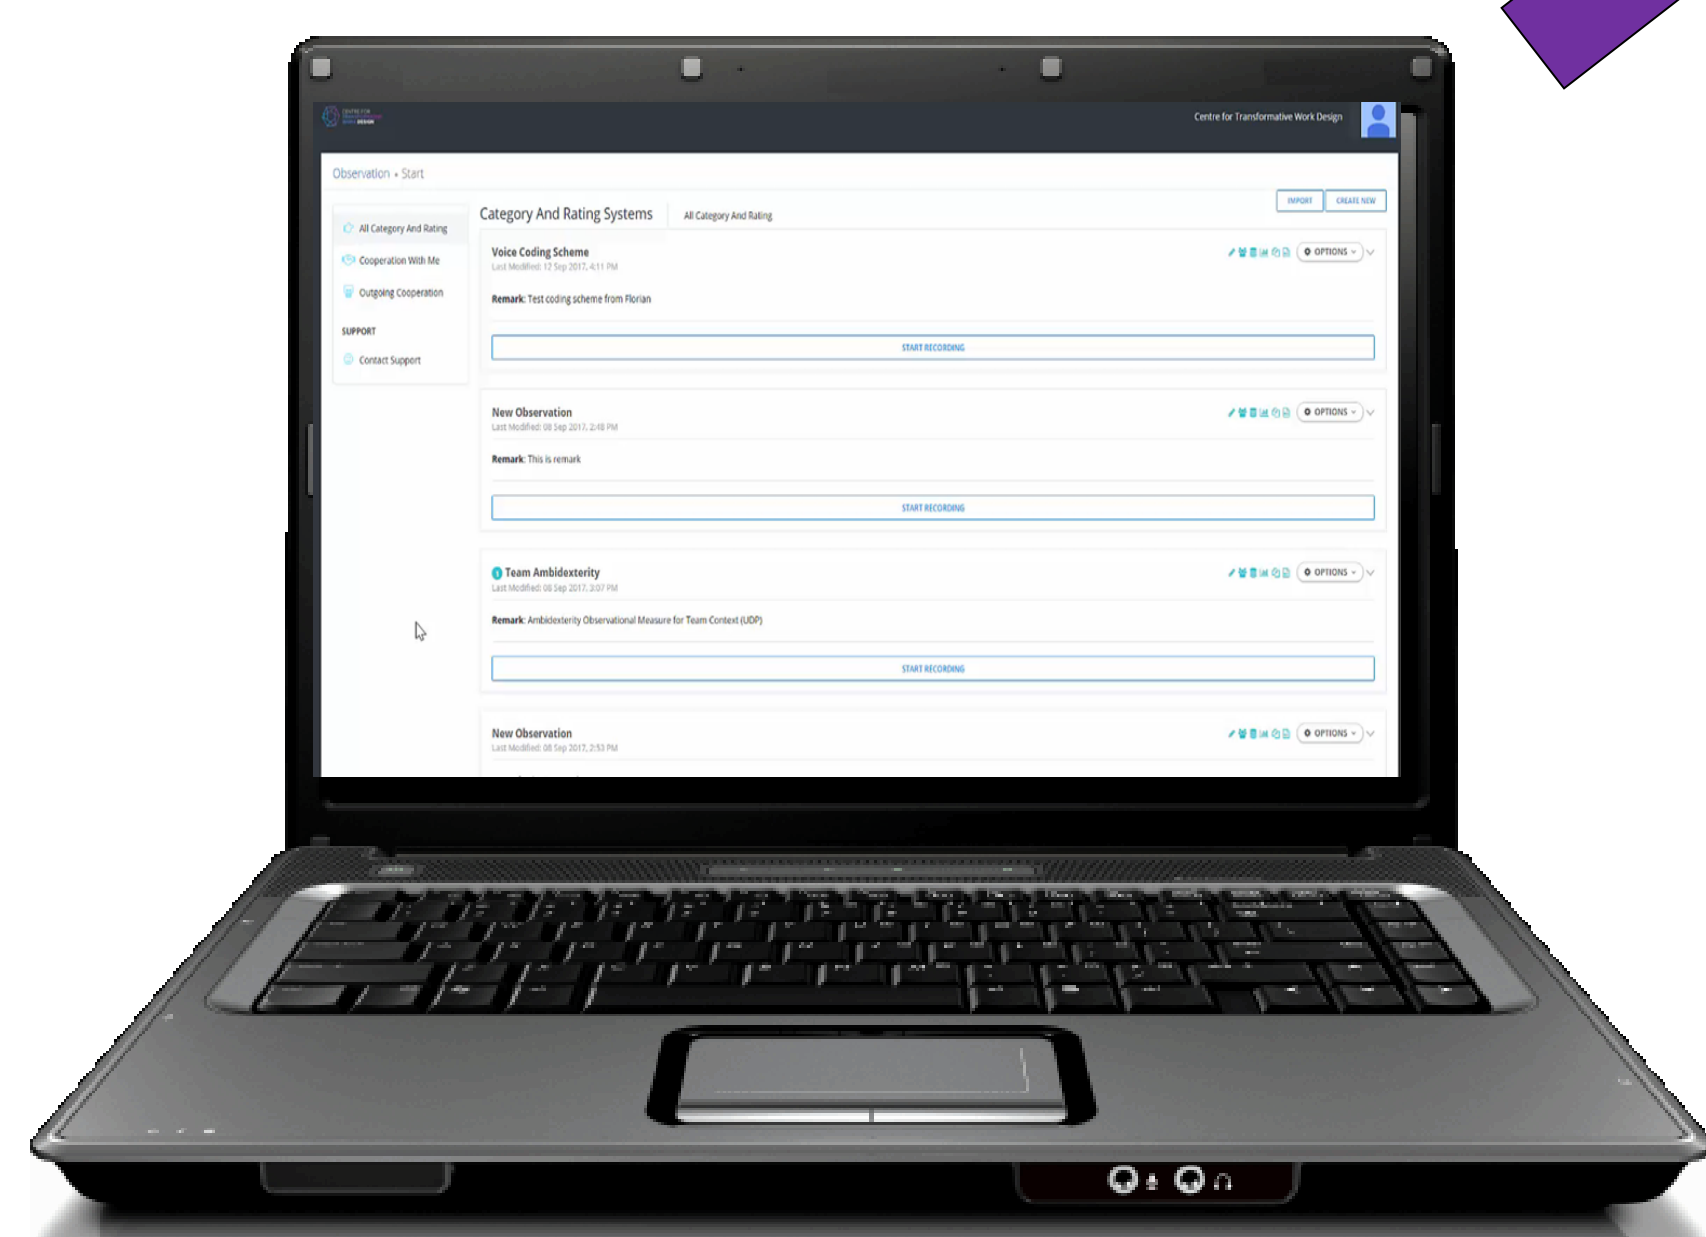 CENTRE FOR
WORK DESIGN
Centre for Transformative Work Design
Observation • Start
IMPORT
CREATE NEW
All Category And Rating
Cooperation With Me
Outgoing Cooperation
SUPPORT
Contact Support
Category And Rating Systems
All Category And Rating
Voice Coding Scheme
OPTIONS
Last Modified: 12 Sep 2017, 4:11 PM
Remark: Test coding scheme from Florian
START RECORDING
New Observation
OPTIONS
Last Modified: 08 Sep 2017, 2:48 PM
Remark: This is remark
START RECORDING
1 Team Ambidexterity
OPTIONS
Last Modified: 08 Sep 2017, 3:07 PM
Remark: Ambidexterity Observational Measure for Team Context (UDP)
START RECORDING
New Observation
OPTIONS
Last Modified: 08 Sep 2017, 2:53 PM